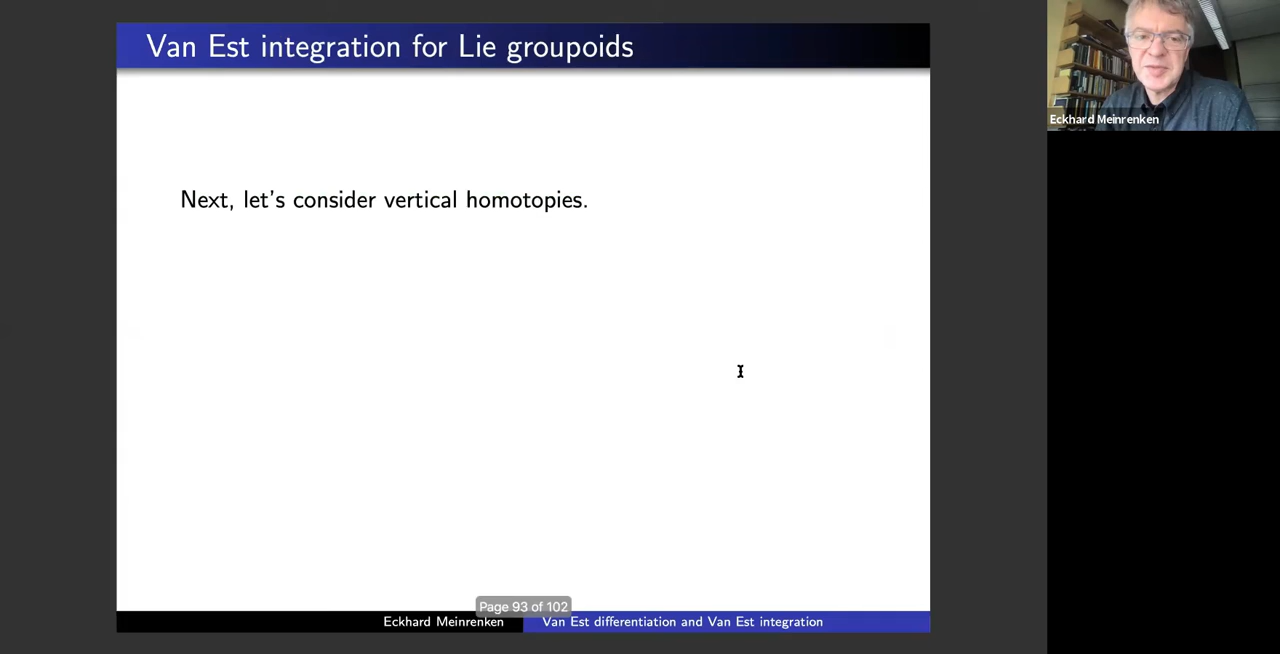 Van Est integration for Lie groupoids
Eckhard Meinrenken
Next, let's consider vertical homotopies.
Page 93 of 102
Eckhard Meinrenken
Van Est differentiation and Van Est integration